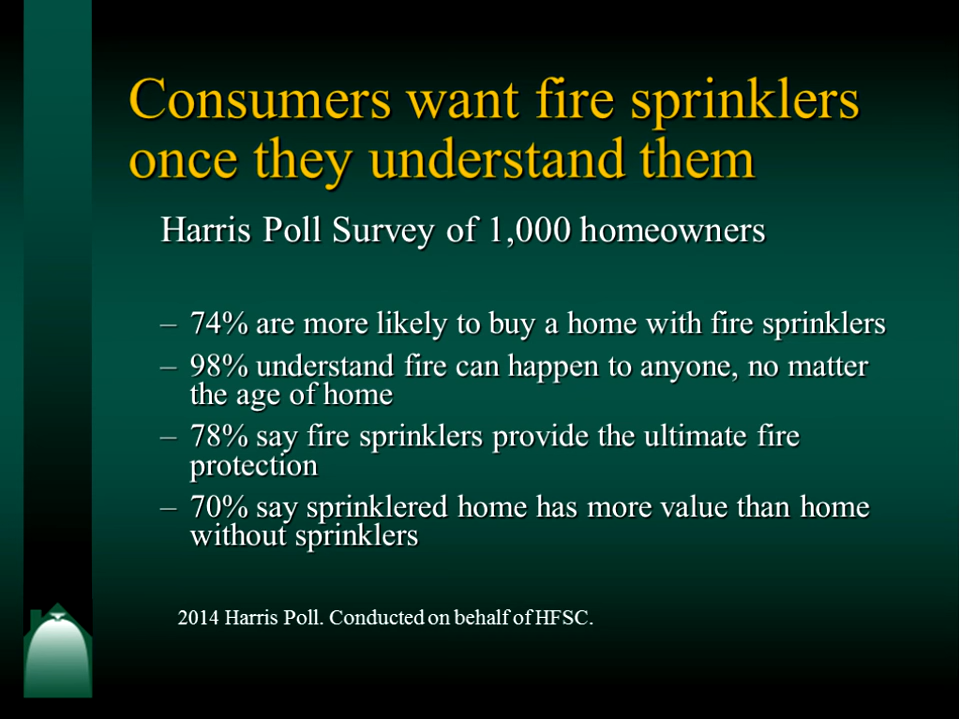 Consumers want fire sprinklers
once they understand them
Harris Poll Survey of 1,000 homeowners
– 74% are more likely to buy a home with fire sprinklers
– 98% understand fire can happen to anyone, no matter
the age of home
– 78% say fire sprinklers provide the ultimate fire
protection
– 70% say sprinklered home has more value than home
without sprinklers
2014 Harris Poll. Conducted on behalf of HFSC.